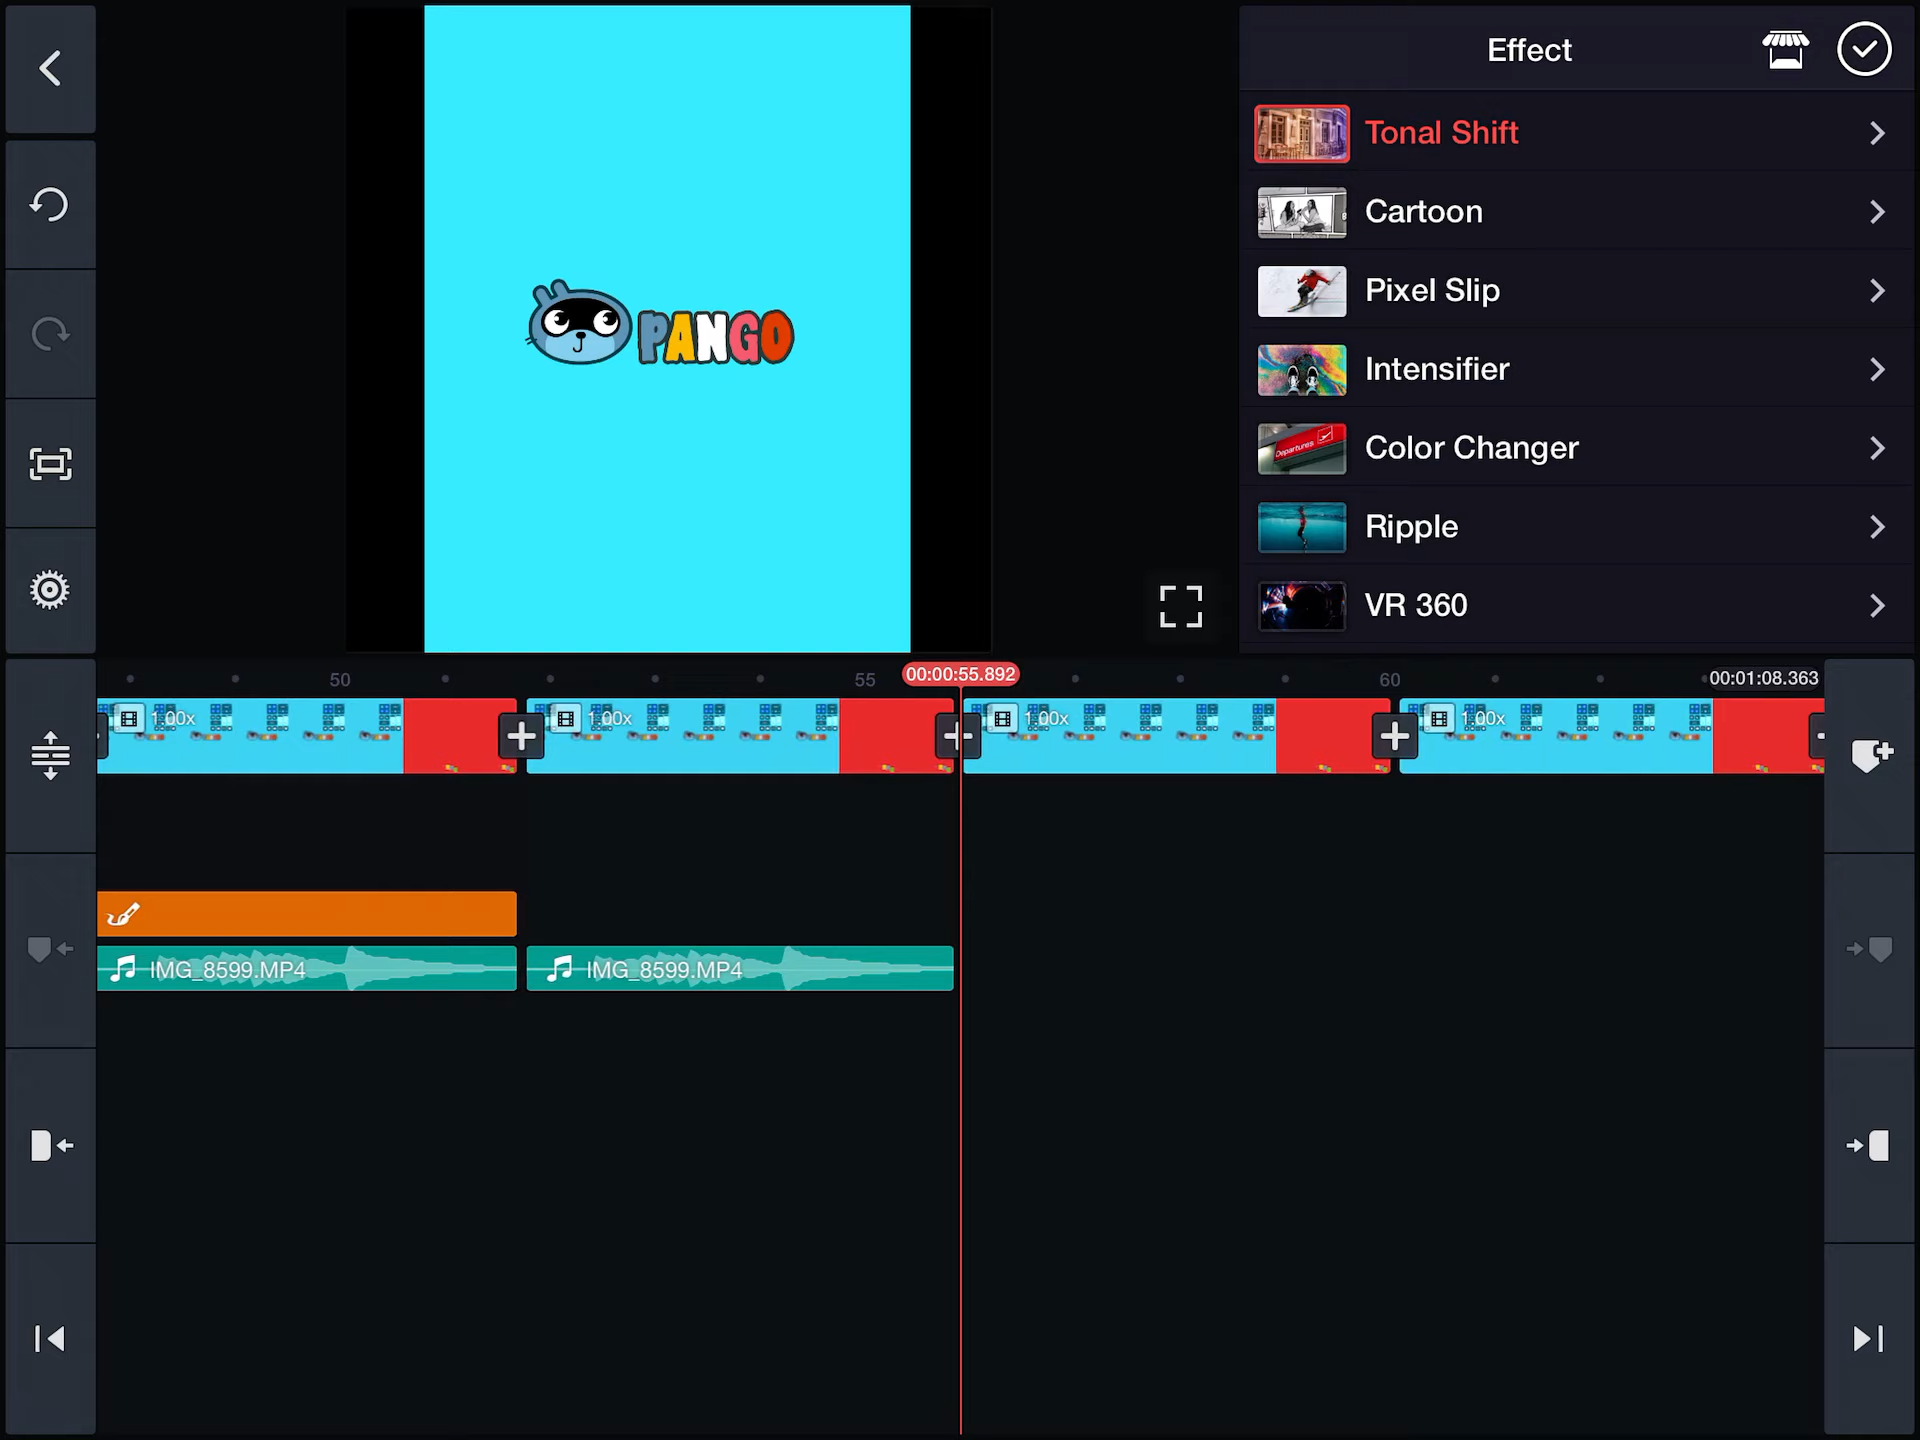 Effect
Tonal Shift
Cartoon
Pixel Slip
Intensifier
Departures
Color Changer
Ripple
VR 360
PANGO
50
55
00:00:55.892
60
00:01:08.363
1.00x
1.00x
1.00x
1.00x
IMG_8599.MP4
IMG_8599.MP4